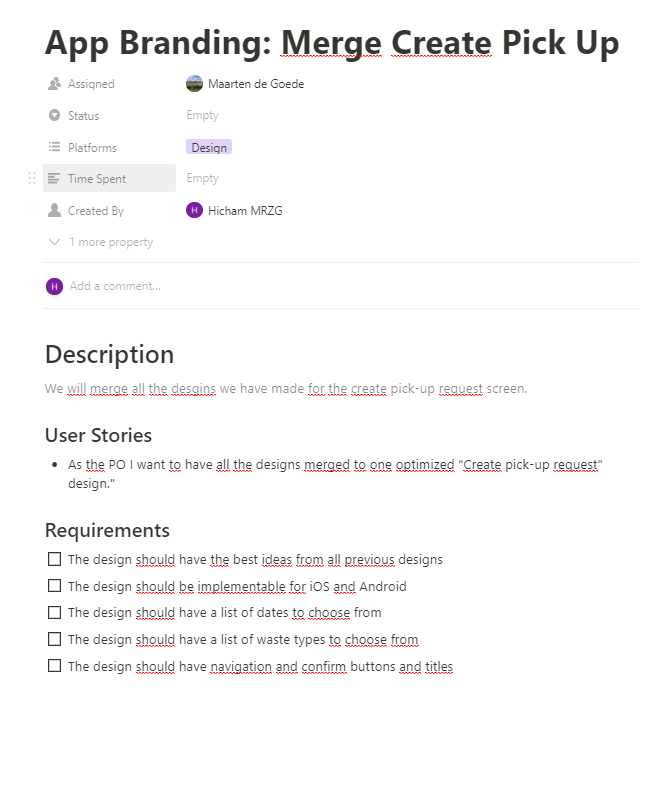 App Branding: Merge Create Pick Up
Assigned Maarten de Goede
Status Empty
Platforms Design
Time Spent Empty
Created By H Hicham MRZG
1 more property
H Add a comment...
Description
We will merge all the desgins we have made for the create pick-up request screen.
User Stories
• As the PO I want to have all the designs merged to one optimized "Create pick-up request"
design."
Requirements
The design should have the best ideas from all previous designs
The design should be implementable for iOS and Android
The design should have a list of dates to choose from
The design should have a list of waste types to choose from
The design should have navigation and confirm buttons and titles